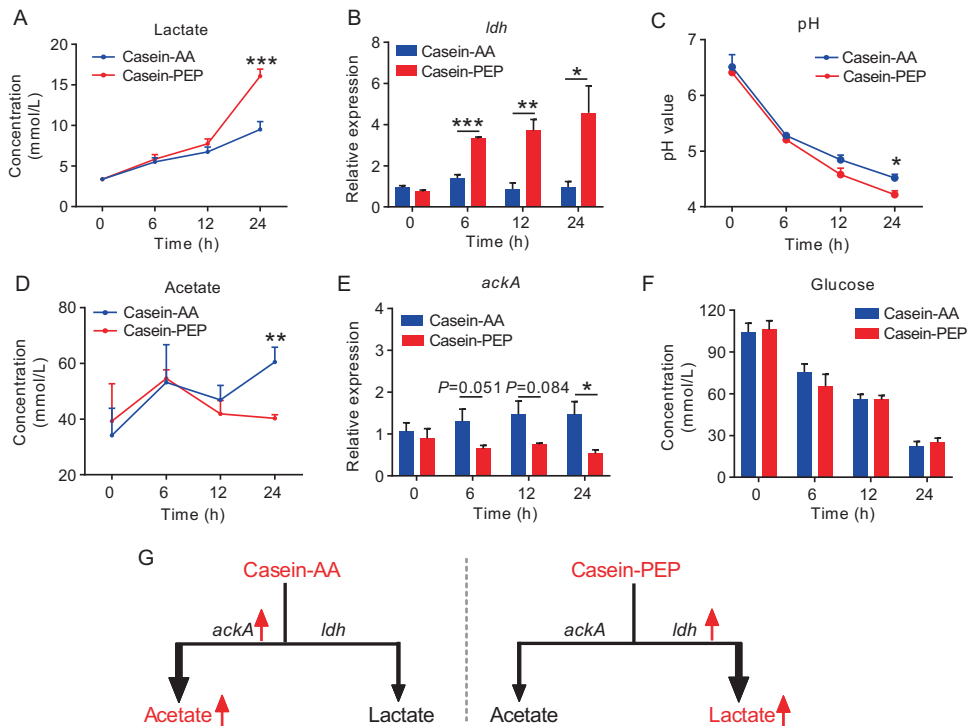 A
Lactate
Casein-AA
Casein-PEP
***
Concentration
(mmol/L)
20
15
10
5
0
0 6 12 24
Time (h)
B
ldh
Casein-AA
Casein-PEP
***
**
*
Relative expression
8
6
4
2
0
0 6 12 24
Time (h)
C
pH
Casein-AA
Casein-PEP
*
pH value
7
6
5
4
0 6 12 24
Time (h)
D
Acetate
Casein-AA
Casein-PEP
**
Concentration
(mmol/L)
80
60
40
20
0 6 12 24
Time (h)
E
ackA
Casein-AA
Casein-PEP
P=0.051 P=0.084
*
Relative expression
4
3
2
1
0
0 6 12 24
Time (h)
F
Glucose
Casein-AA
Casein-PEP
Concentration
(mmol/L)
120
90
60
30
0
0 6 12 24
Time (h)
G
Casein-AA
ackA ldh
Acetate Lactate
Casein-PEP
ackA ldh
Acetate Lactate